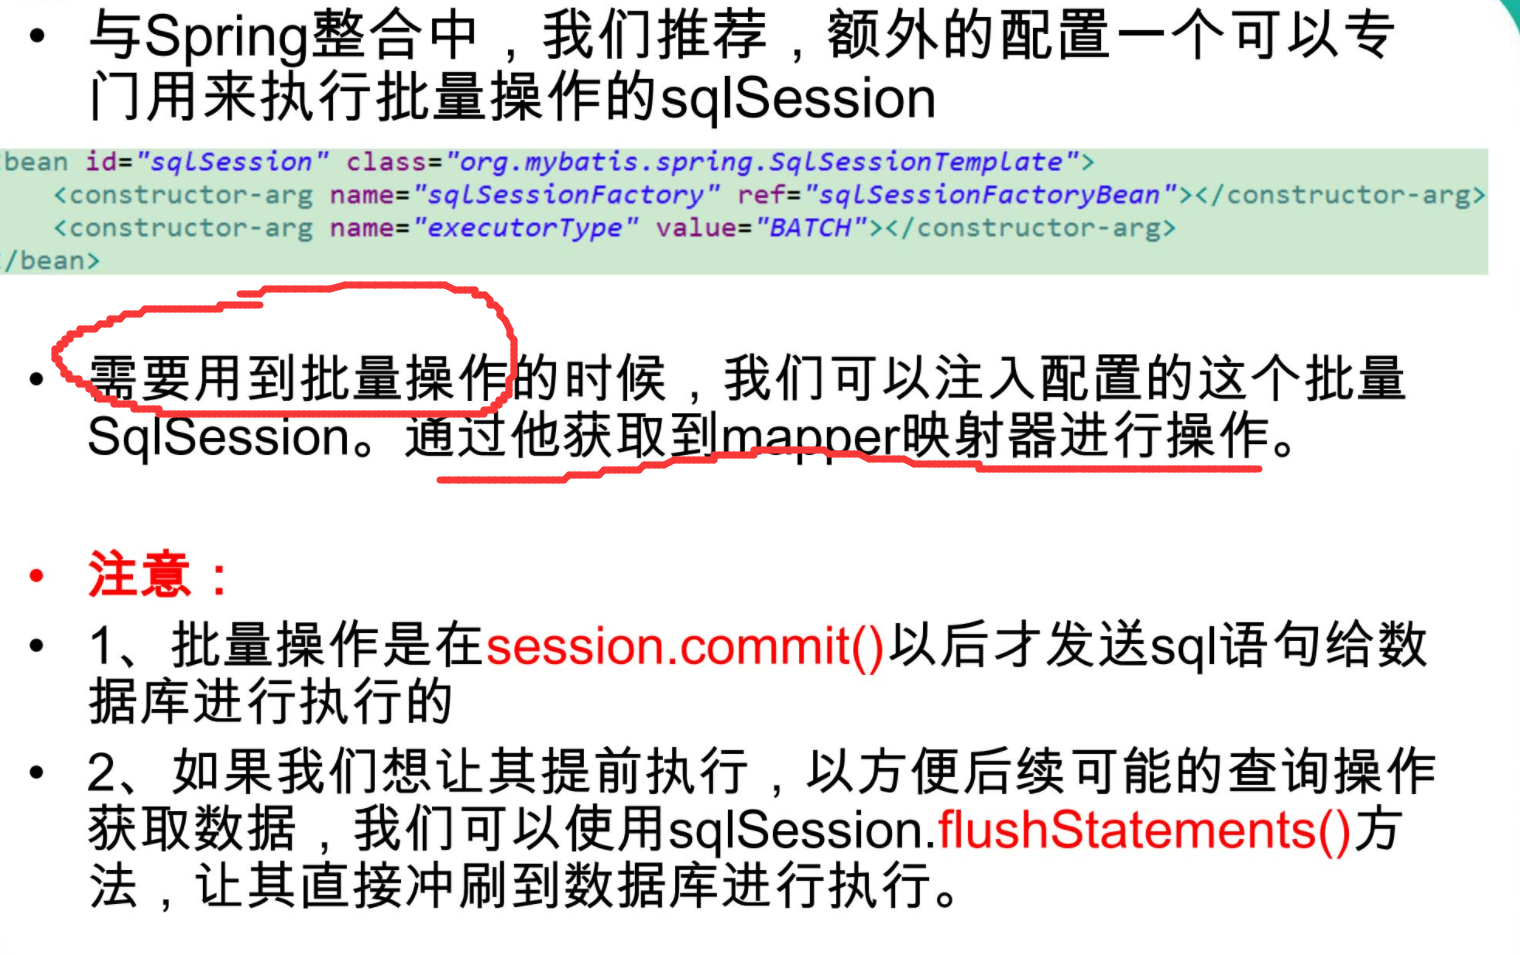 • 与Spring整合中，我们推荐，额外的配置一个可以专
门用来执行批量操作的sqlSession
bean id="sqlSession" class="org.mybatis.spring.SqlSessionTemplate">
<constructor-arg name="sqlSessionFactory" ref="sqlSessionFactoryBean"></constructor-arg>
<constructor-arg name="executorType" value="BATCH"></constructor-arg>
/bean>
• 需要用到批量操作的时候，我们可以注入配置的这个批量
SqlSession。通过他获取到mapper映射器进行操作。
• 注意：
• 1、批量操作是在session.commit()以后才发送sql语句给数
据库进行执行的
• 2、如果我们想让其提前执行，以方便后续可能的查询操作
获取数据，我们可以使用sqlSession.flushStatements()方
法，让其直接冲刷到数据库进行执行。